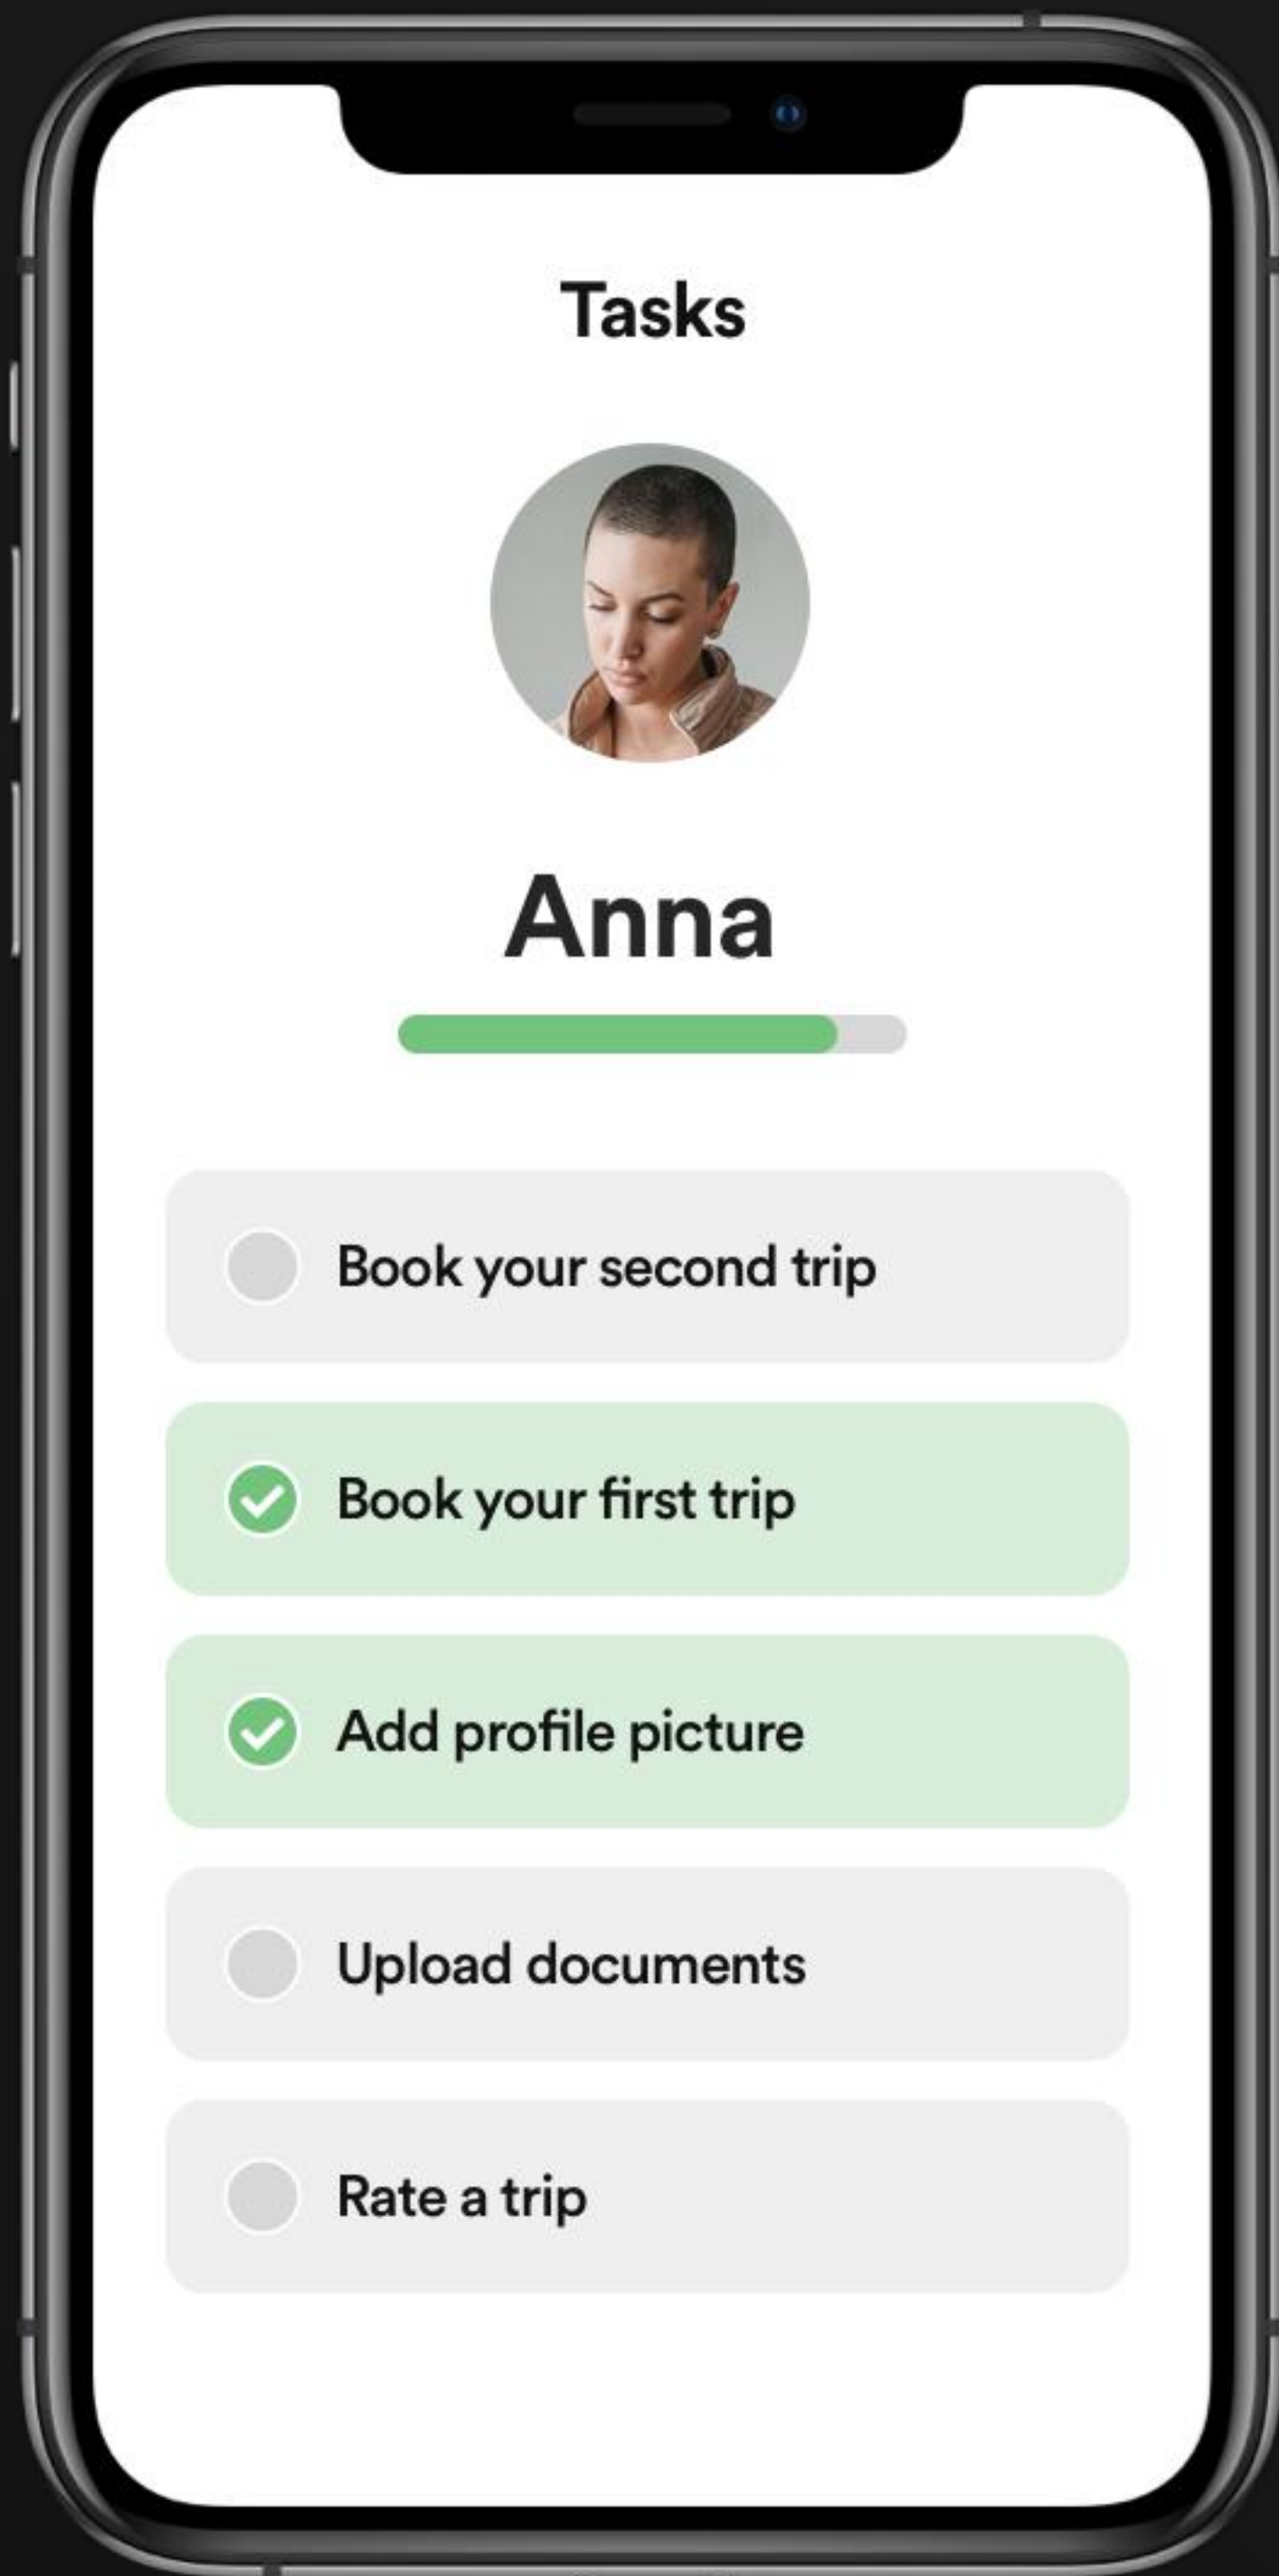 Tasks
Anna
Book your second trip
Book your first trip
Add profile picture
Upload documents
Rate a trip